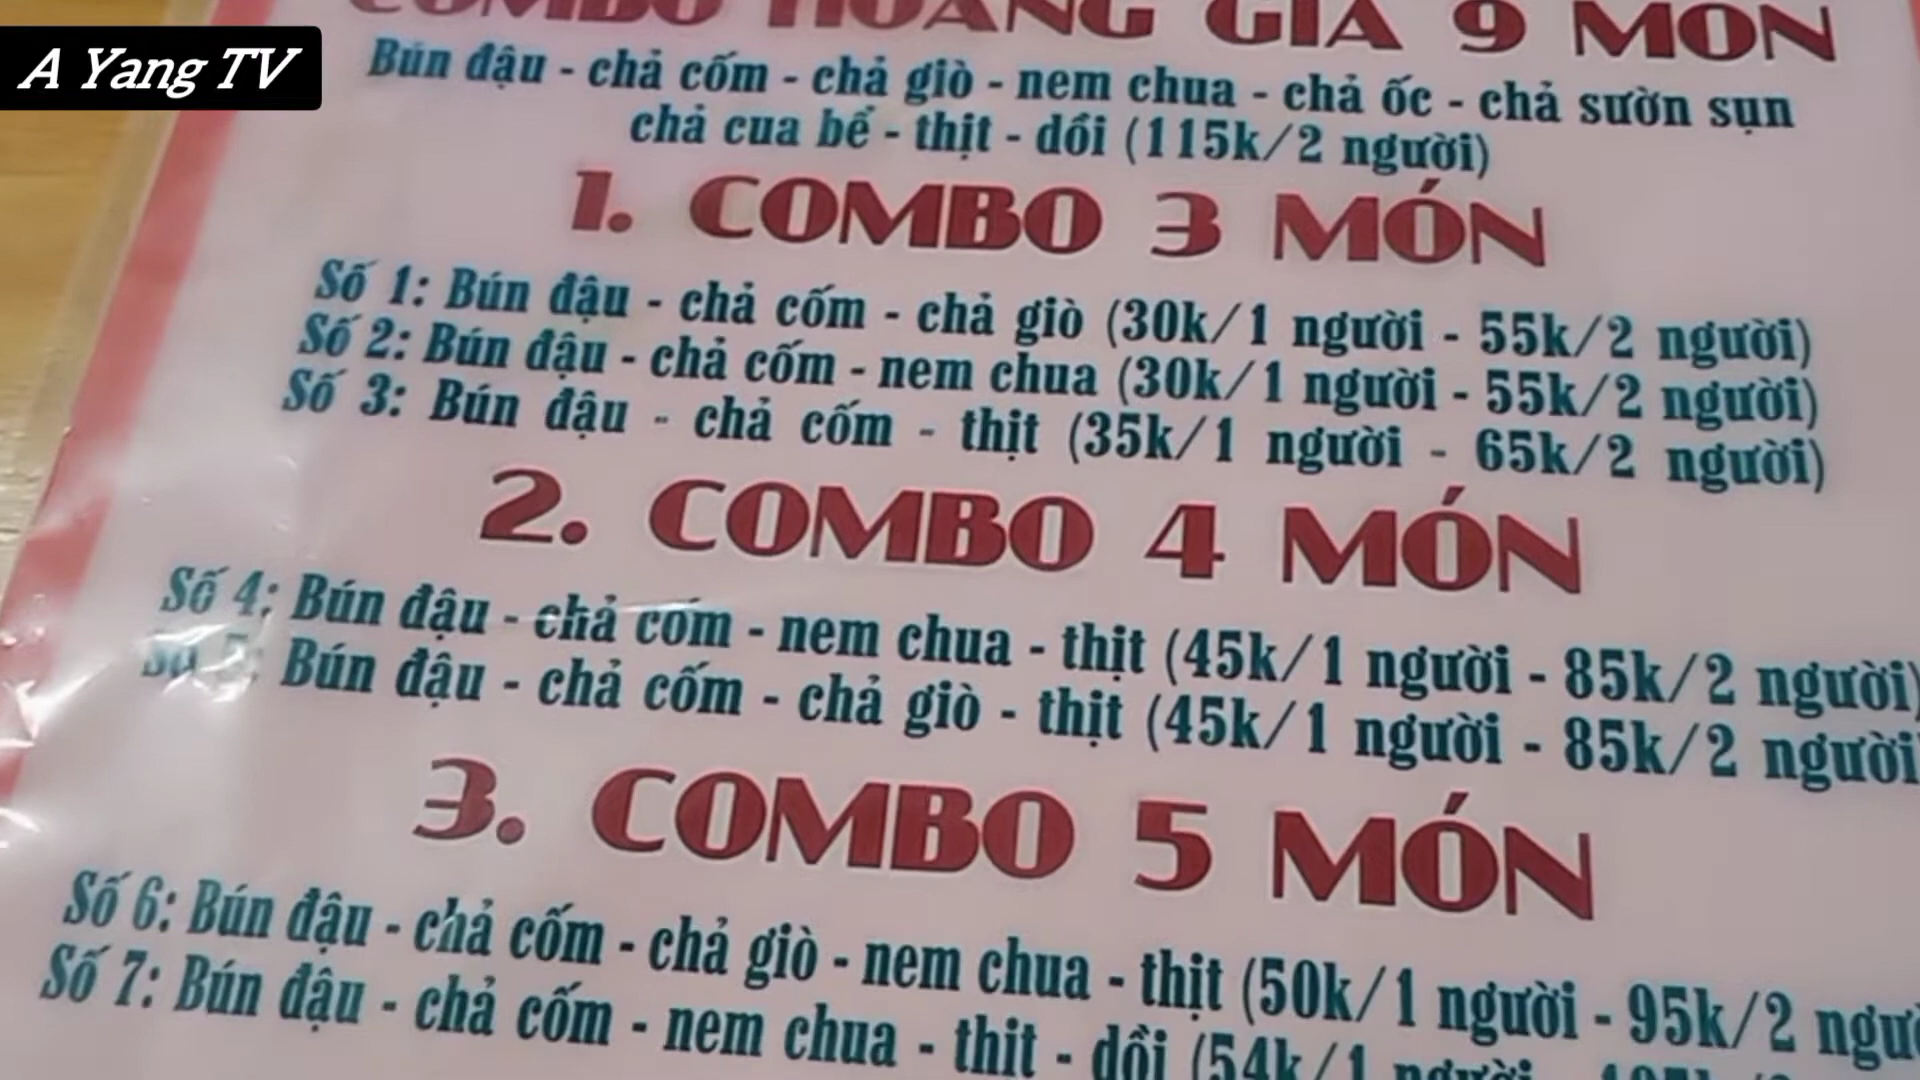 A Yang TV
COMBO HOÀNG GIA 9 MÓN
Bún đậu - chả cốm - chả giò - nem chua - chả ốc - chả sườn sụn
chả cua bể - thịt - dồi (115k/2 người)
1. COMBO 3 MÓN
Số 1: Bún đậu - chả cốm - chả giò (30k/1 người - 55k/2 người)
Số 2: Bún đậu - chả cốm - nem chua (30k/1 người - 55k/2 người)
Số 3: Bún đậu - chả cốm - thịt (35k/1 người - 65k/2 người)
2. COMBO 4 MÓN
Số 4: Bún đậu - chả cốm - nem chua - thịt (45k/1 người - 85k/2 người)
Số 5: Bún đậu - chả cốm - chả giò - thịt (45k/1 người - 85k/2 người
3. COMBO 5 MÓN
Số 6: Bún đậu - chả cốm - chả giò - nem chua - thịt (50k/1 người - 95k/2
Số 7: Bún đậu - chả cốm - nem chua - thịt - dồi (54k/1 người -